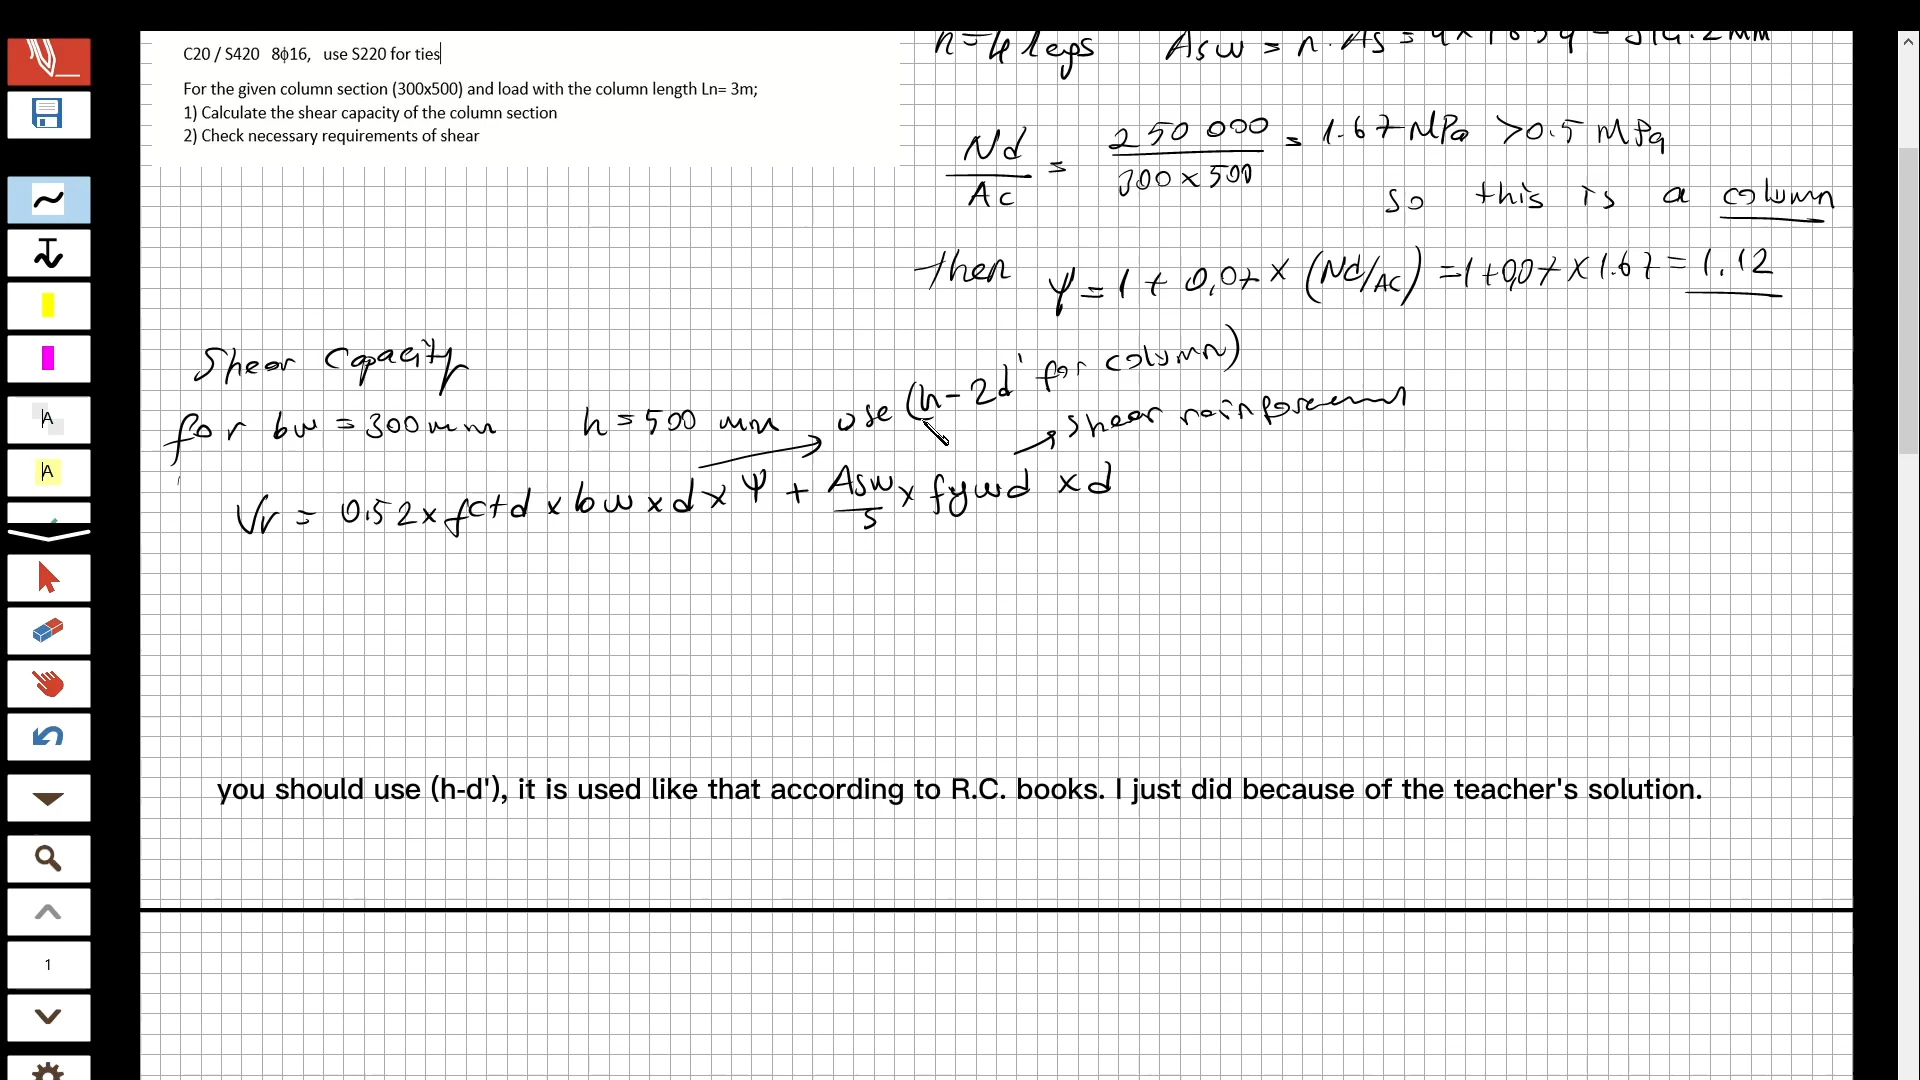 C20 / S420 8ϕ16, use S220 for ties
For the given column section (300x500) and load with the column length Ln= 3m;
1) Calculate the shear capacity of the column section
2) Check necessary requirements of shear
n=4 legs Asw = n. As =
Nd/Ac = 250 000/300 x 500 = 1.67 MPa >0.5 MPa
so this is a column
then ψ = 1 + 0,07 x (Nd/Ac) = 1 + 0,07 x 1.67 = 1.12
Shear Capacity
for bw = 300 mm h = 500 mm use (h - 2d' for column)
shear reinforcement
Vr = 0.52 x fctd x bw x d x ψ + Asw/s x fywd x d
you should use (h-d'), it is used like that according to R.C. books. I just did because of the teacher's solution.
A
A
1